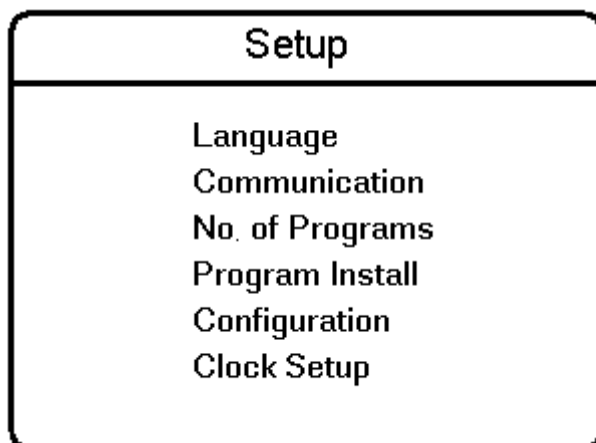 Setup
Language
Communication
No. of Programs
Program Install
Configuration
Clock Setup